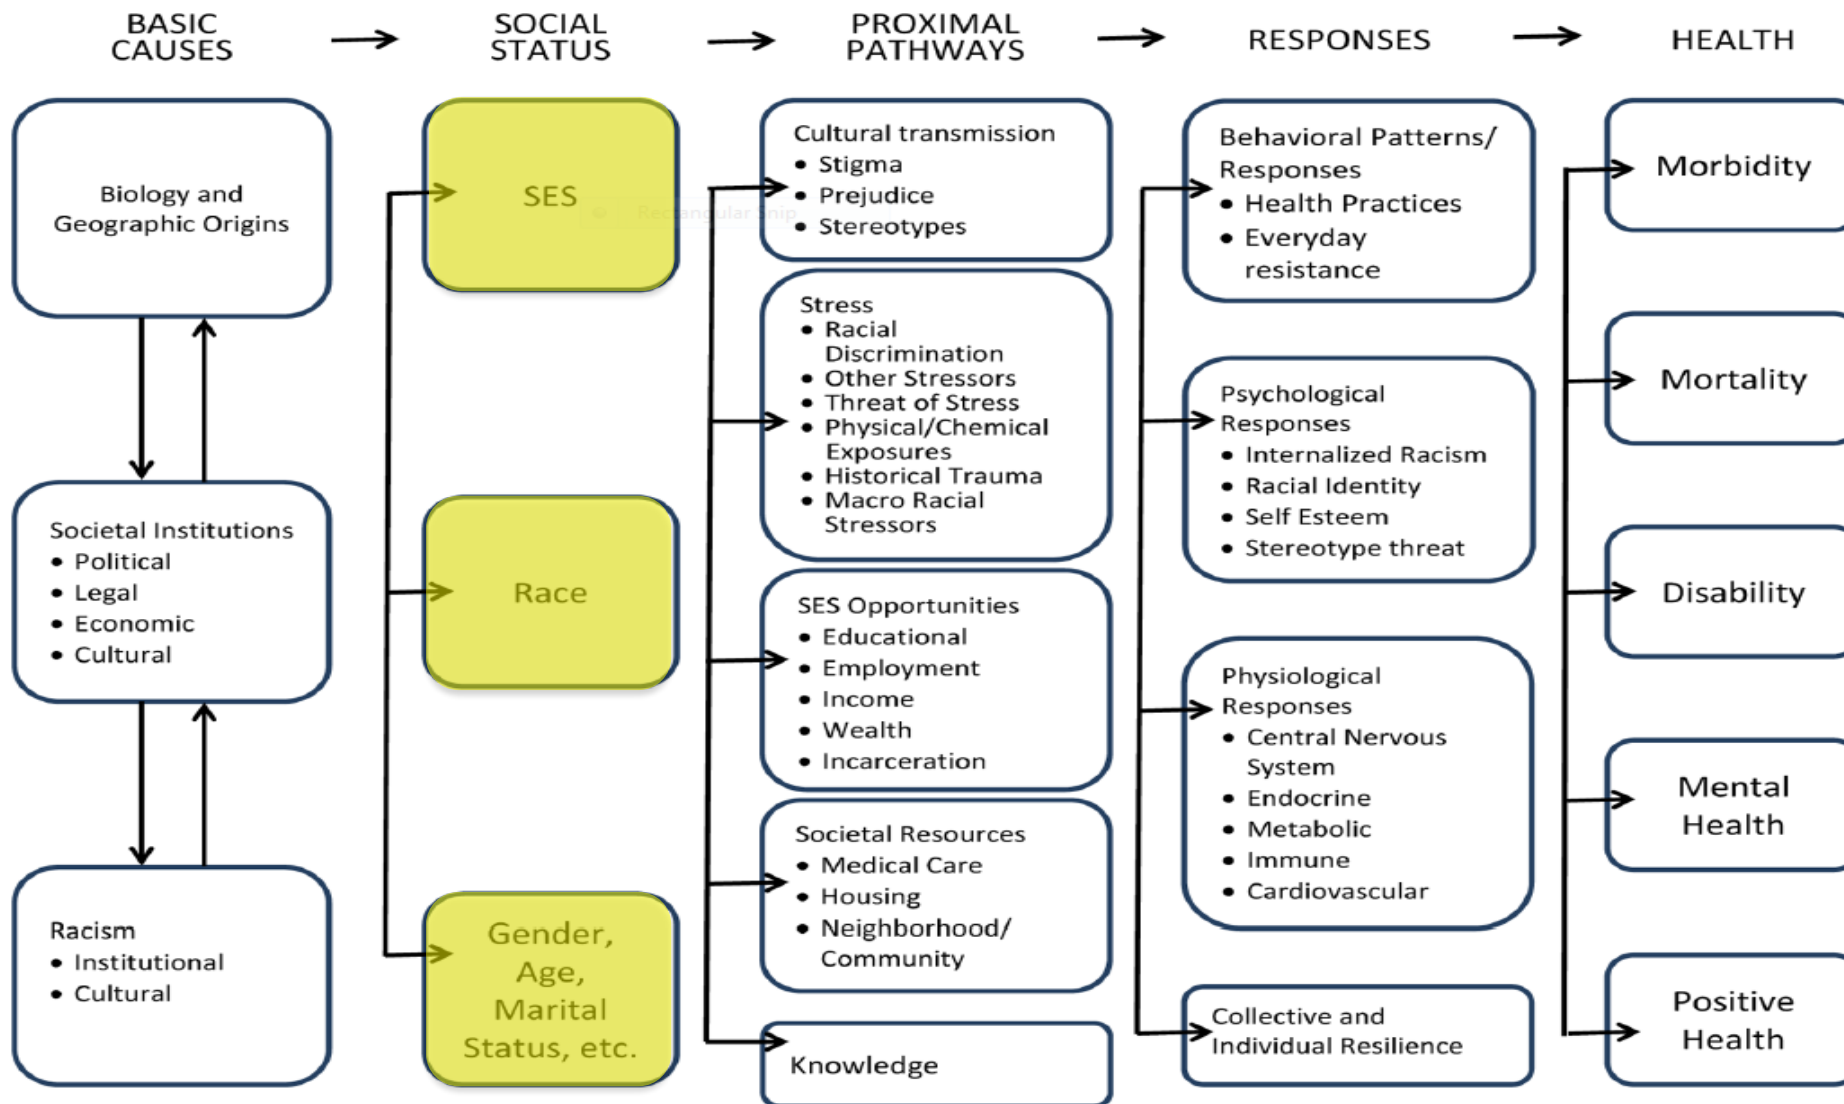 BASIC
CAUSES
SOCIAL
STATUS
PROXIMAL
PATHWAYS
RESPONSES
HEALTH
Biology and
Geographic Origins
Societal Institutions
• Political
• Legal
• Economic
• Cultural
Racism
• Institutional
• Cultural
SES
Rectangular Snip
Race
Gender,
Age,
Marital
Status, etc.
Cultural transmission
• Stigma
• Prejudice
• Stereotypes
Stress
• Racial
Discrimination
• Other Stressors
• Threat of Stress
• Physical/Chemical
Exposures
• Historical Trauma
• Macro Racial
Stressors
SES Opportunities
• Educational
• Employment
• Income
• Wealth
• Incarceration
Societal Resources
• Medical Care
• Housing
• Neighborhood/
Community
Knowledge
Behavioral Patterns/
Responses
• Health Practices
• Everyday
resistance
Psychological
Responses
• Internalized Racism
• Racial Identity
• Self Esteem
• Stereotype threat
Physiological
Responses
• Central Nervous
System
• Endocrine
• Metabolic
• Immune
• Cardiovascular
Collective and
Individual Resilience
Morbidity
Mortality
Disability
Mental
Health
Positive
Health